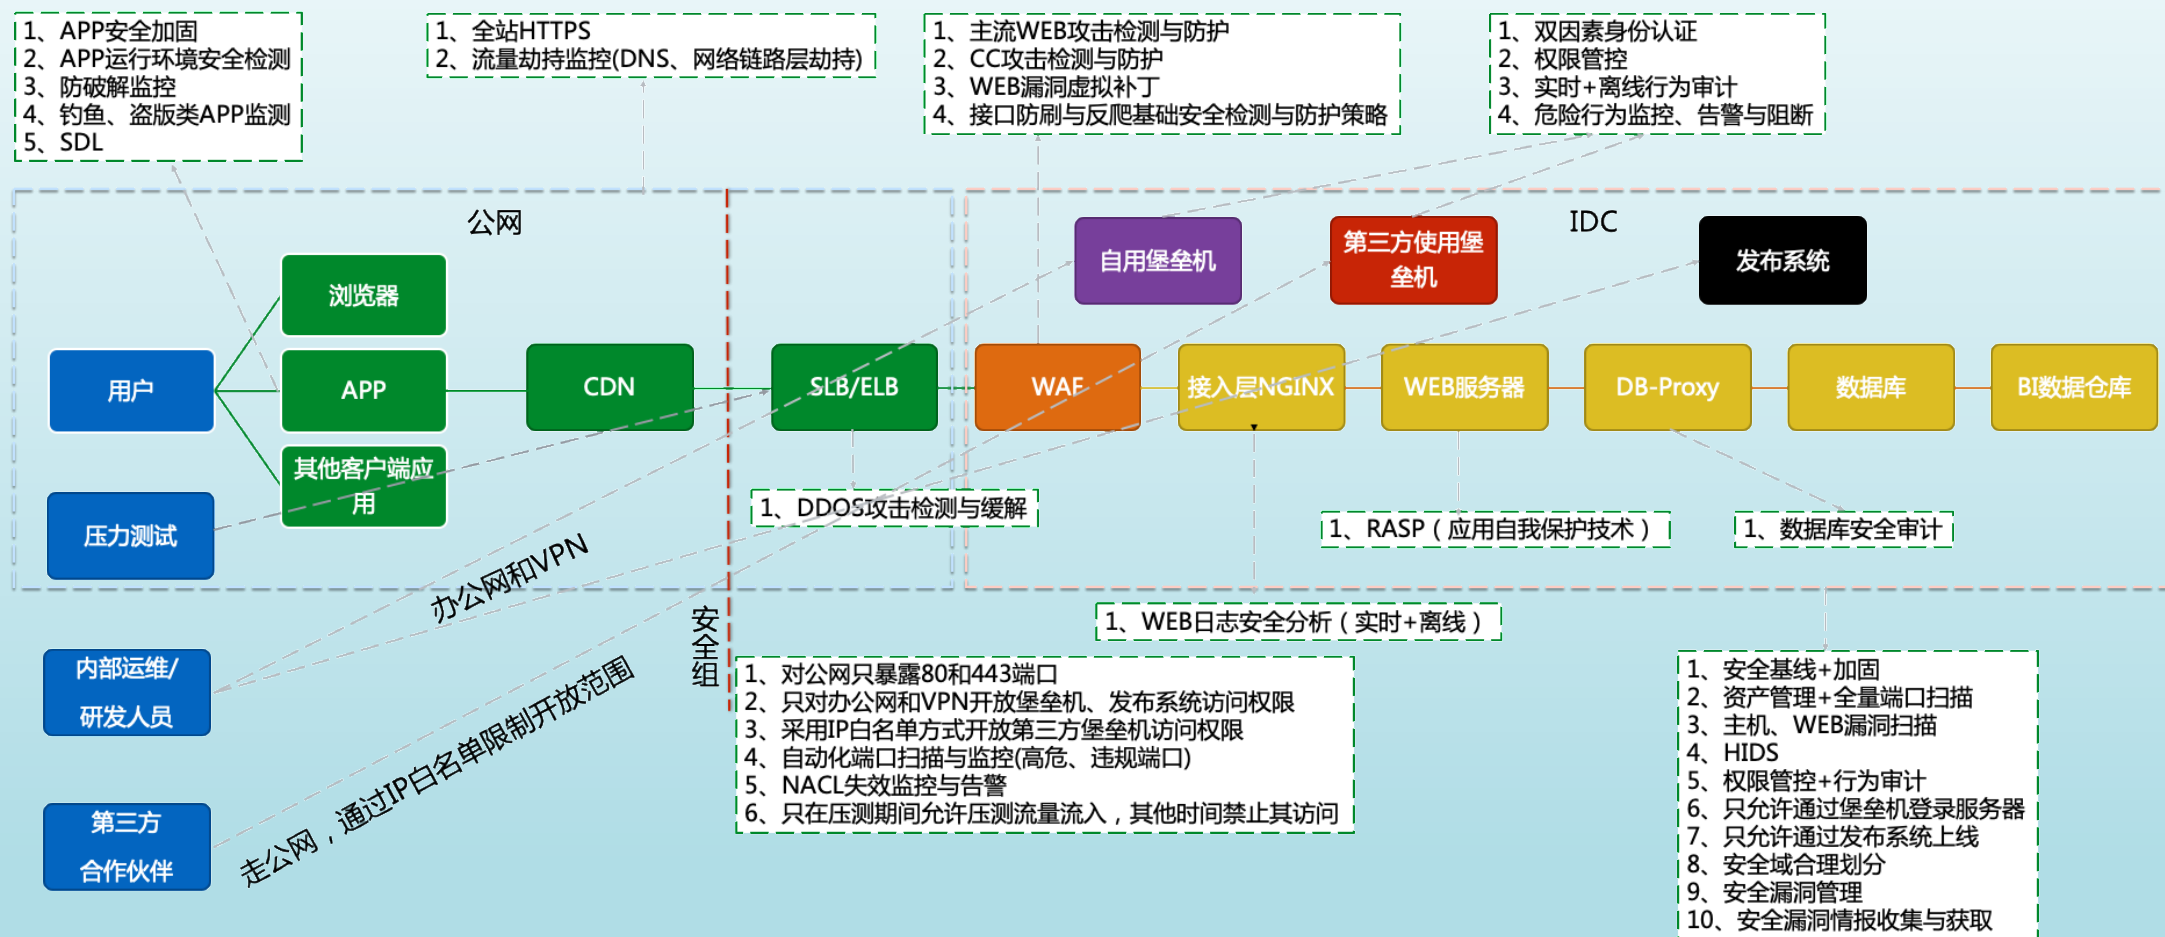 1、APP安全加固
2、APP运行环境安全检测
3、防破解监控
4、钓鱼、盗版类APP监测
5、SDL
1、全站HTTPS
2、流量劫持监控(DNS、网络链路层劫持)
1、主流WEB攻击检测与防护
2、CC攻击检测与防护
3、WEB漏洞虚拟补丁
4、接口防刷与反爬基础安全检测与防护策略
1、双因素身份认证
2、权限管控
3、实时+离线行为审计
4、危险行为监控、告警与阻断
公网
IDC
自用堡垒机
第三方使用堡
垒机
发布系统
浏览器
用户
APP
CDN
SLB/ELB
WAF
接入层NGINX
WEB服务器
DB-Proxy
数据库
BI数据仓库
其他客户端应
用
压力测试
1、DDOS攻击检测与缓解
1、RASP（应用自我保护技术）
1、数据库安全审计
办公网和VPN
安全组
1、WEB日志安全分析（实时+离线）
内部运维/
研发人员
1、对公网只暴露80和443端口
2、只对办公网和VPN开放堡垒机、发布系统访问权限
3、采用IP白名单方式开放第三方堡垒机访问权限
4、自动化端口扫描与监控(高危、违规端口)
5、NACL失效监控与告警
6、只在压测期间允许压测流量流入，其他时间禁止其访问
走公网，通过IP白名单限制开放范围
第三方
合作伙伴
1、安全基线+加固
2、资产管理+全量端口扫描
3、主机、WEB漏洞扫描
4、HIDS
5、权限管控+行为审计
6、只允许通过堡垒机登录服务器
7、只允许通过发布系统上线
8、安全域合理划分
9、安全漏洞管理
10、安全漏洞情报收集与获取